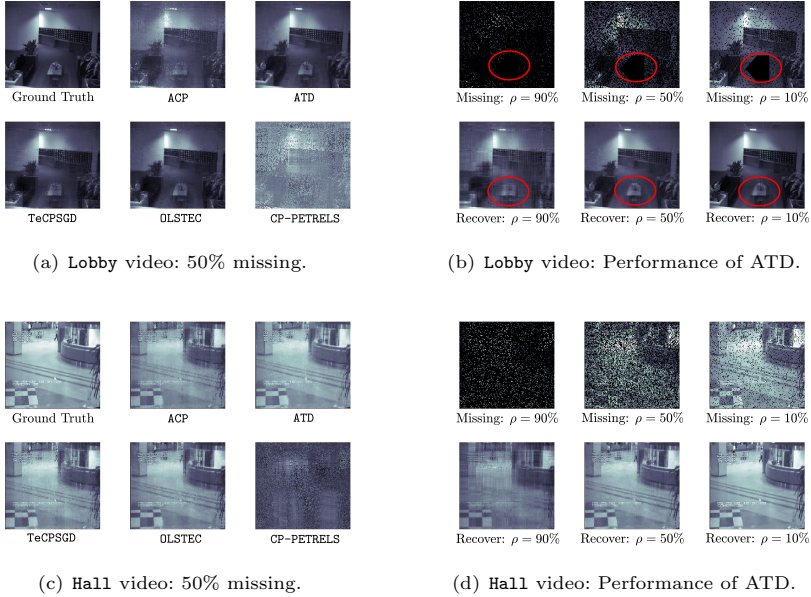 Ground Truth ACP ATD
Missing: ρ = 90% Missing: ρ = 50% Missing: ρ = 10%
TeCPSGD OLSTEC CP-PETRELS
Recover: ρ = 90% Recover: ρ = 50% Recover: ρ = 10%
(a) Lobby video: 50% missing.
(b) Lobby video: Performance of ATD.
Ground Truth ACP ATD
Missing: ρ = 90% Missing: ρ = 50% Missing: ρ = 10%
TeCPSGD OLSTEC CP-PETRELS
Recover: ρ = 90% Recover: ρ = 50% Recover: ρ = 10%
(c) Hall video: 50% missing.
(d) Hall video: Performance of ATD.